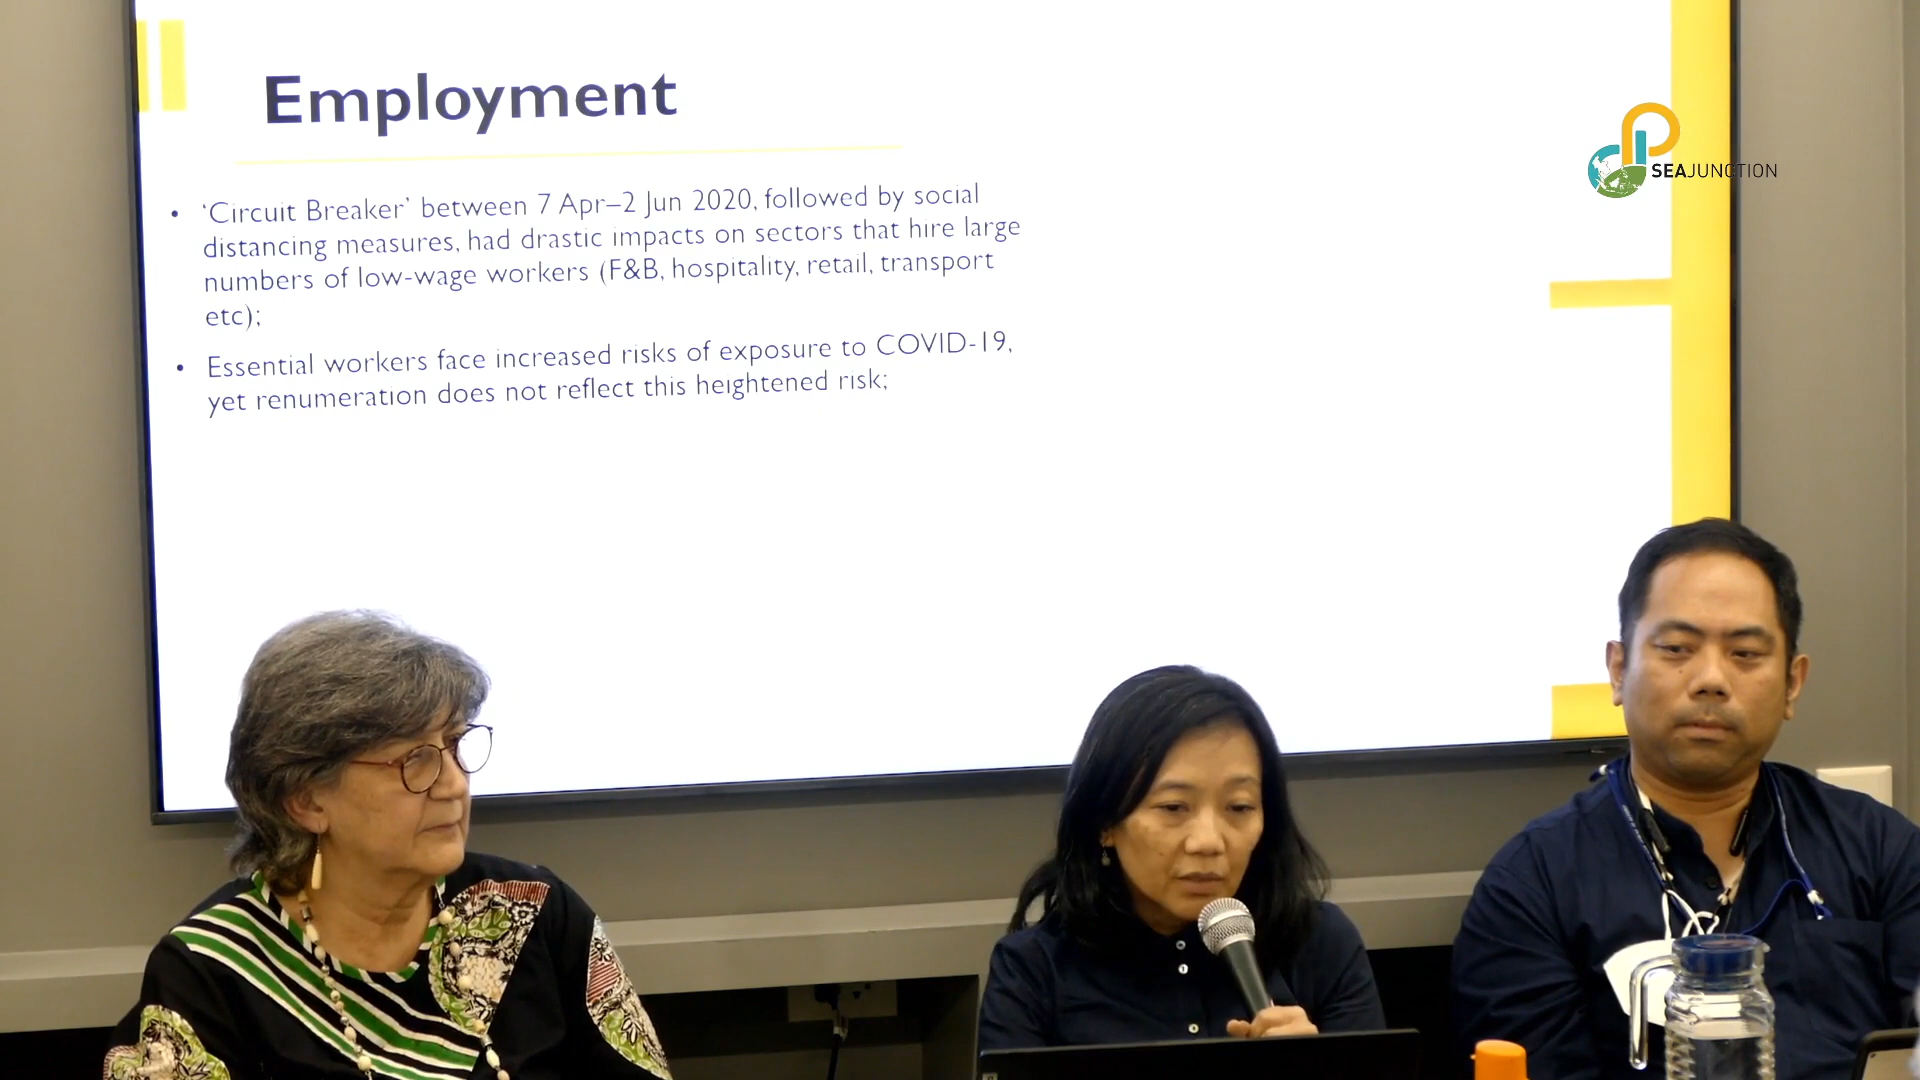 Employment
• ‘Circuit Breaker’ between 7 Apr–2 Jun 2020, followed by social
distancing measures, had drastic impacts on sectors that hire large
numbers of low-wage workers (F&B, hospitality, retail, transport
etc);
• Essential workers face increased risks of exposure to COVID-19,
yet renumeration does not reflect this heightened risk;
SEAJUNCTION